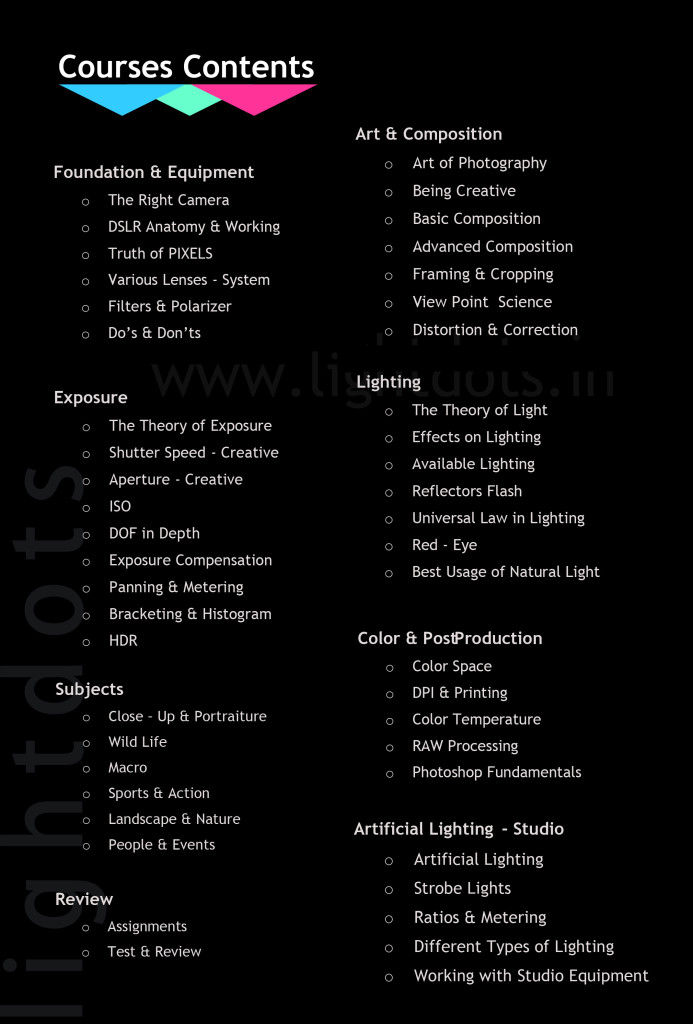 Courses Contents
Foundation & Equipment
The Right Camera
DSLR Anatomy & Working
Truth of PIXELS
Various Lenses - System
Filters & Polarizer
Do’s & Don’ts
Exposure
The Theory of Exposure
Shutter Speed - Creative
Aperture - Creative
ISO
DOF in Depth
Exposure Compensation
Panning & Metering
Bracketing & Histogram
HDR
Subjects
Close – Up & Portraiture
Wild Life
Macro
Sports & Action
Landscape & Nature
People & Events
Review
Assignments
Test & Review
Art & Composition
Art of Photography
Being Creative
Basic Composition
Advanced Composition
Framing & Cropping
View Point  Science
Distortion & Correction
Lighting
The Theory of Light
Effects on Lighting
Available Lighting
Reflectors Flash
Universal Law in Lighting
Red - Eye
Best Usage of Natural Light
Color & PostProduction
Color Space
DPI & Printing
Color Temperature
RAW Processing
Photoshop Fundamentals
Artificial Lighting - Studio
Artificial Lighting
Strobe Lights
Ratios & Metering
Different Types of Lighting
Working with Studio Equipment
www.lightdots.in
lightdots